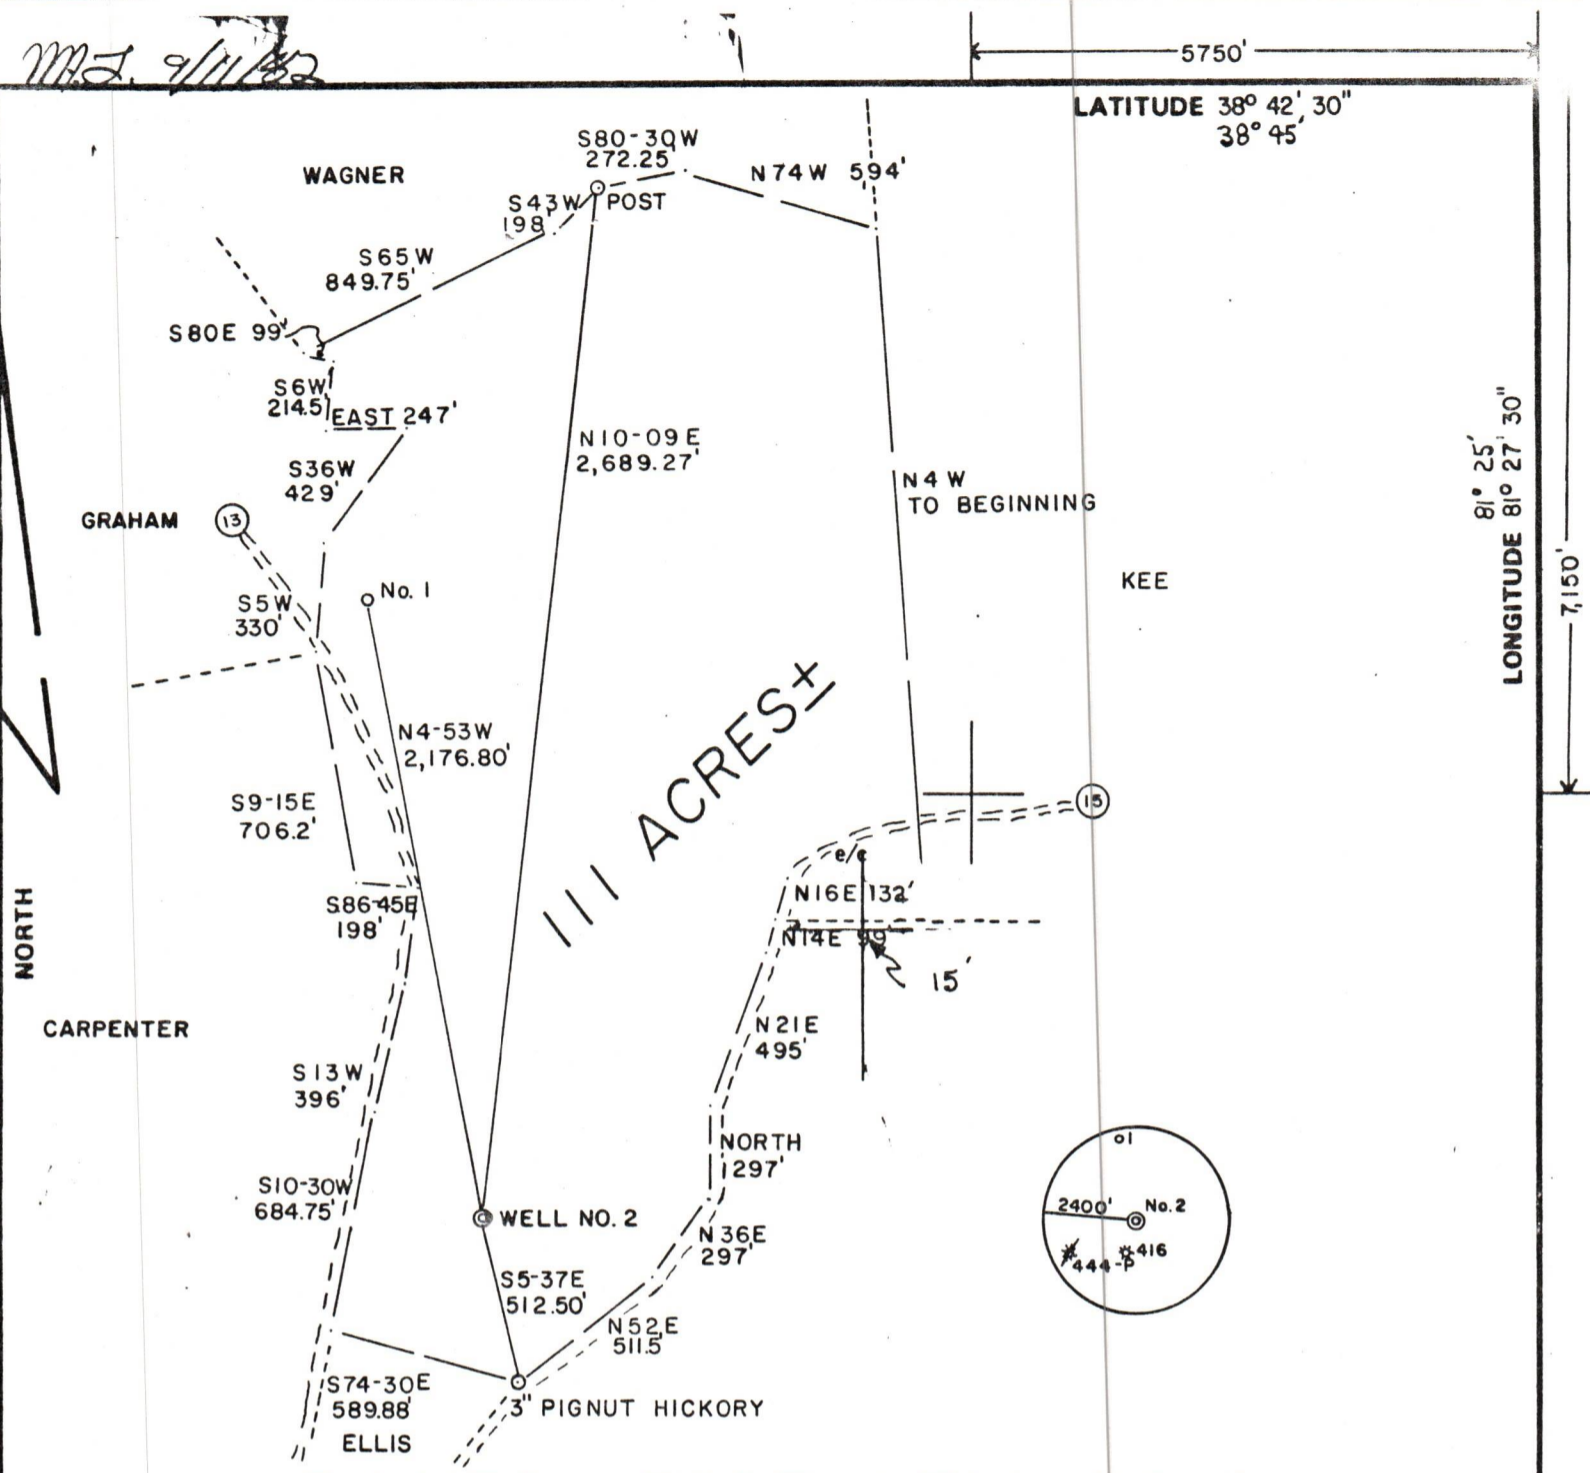 5750'
LATITUDE 38° 42' 30"
38° 45'
S80-30W
272.25'
WAGNER
N74W 594'
S43W
198'
POST
S65W
849.75'
S80E 99'
S6W
214.5'
EAST 247'
N10-09E
2,689.27'
S36W
429'
N4W
TO BEGINNING
81° 25'
LONGITUDE 81° 27' 30"
7,150'
GRAHAM
13
KEE
No. 1
S5W
330'
N4-53W
2,176.80'
111 ACRES±
S9-15E
706.2'
15
e/c
N16E 132'
S86-45E
198'
N14E 99'
15'
NORTH
CARPENTER
N21E
495'
S13W
396'
NORTH
297'
S10-30W
684.75'
WELL NO. 2
N36E
297'
S5-37E
512.50'
N52E
511.5'
1
2400'
No.2
416
444-P
S74-30E
589.88'
3" PIGNUT HICKORY
ELLIS